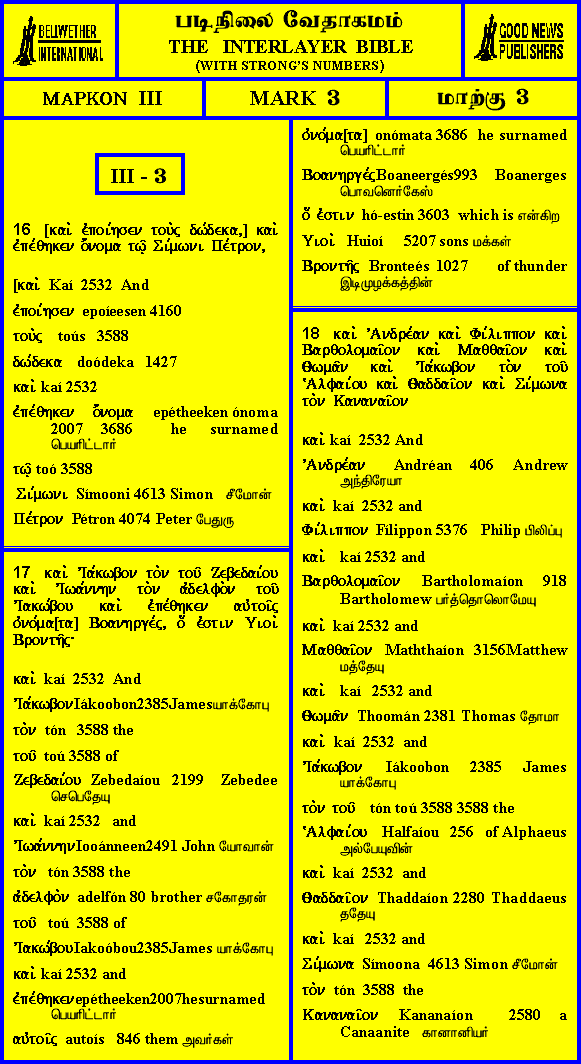 BELLWETHER
INTERNATIONAL
படிநிலை வேதாகமம்
THE INTERLAYER BIBLE
(WITH STRONG'S NUMBERS)
GOOD NEWS
PUBLISHERS
ΜΑΡΚΟΝ III
MARK 3
மாற்கு 3
III - 3
16 [καὶ ἐποίησεν τοὺς δώδεκα,] καὶ
ἐπέθηκεν ὄνομα τῷ Σίμωνι Πέτρον,
[καὶ Kaí 2532 And
ἐποίησεν epoíeesen 4160
τοὺς toús 3588
δώδεκα doódeka 1427
καὶ kaí 2532
ἐπέθηκεν ὄνομα epétheeken ónoma
2007 3686 he surnamed
பெயரிட்டார்
τῷ toó 3588
Σίμωνι Símooni 4613 Simon சீமோன்
Πέτρον Pétron 4074 Peter பேதுரு
17 καὶ Ἰάκωβον τὸν τοῦ Ζεβεδαίου
καὶ Ἰωάννην τὸν ἀδελφὸν τοῦ
Ἰακώβου καὶ ἐπέθηκεν αὐτοῖς
ὀνόμα[τα] Βοανηργές, ὅ ἐστιν Υἱοὶ
Βροντῆς·
καὶ kaí 2532 And
Ἰάκωβον Iákoobon2385Jamesயாக்கோபு
τὸν tón 3588 the
τοῦ toú 3588 of
Ζεβεδαίου Zebedaíou 2199 Zebedee
செபெதேயு
καὶ kaí 2532 and
Ἰωάννην Iooánneen2491 John யோவான்
τὸν tón 3588 the
ἀδελφὸν adelfón 80 brother சகோதரன்
τοῦ toú 3588 of
Ἰακώβου Iakoóbou2385James யாக்கோபு
καὶ kaí 2532 and
ἐπέθηκεν epétheeken2007hesurnamed
பெயரிட்டார்
αὐτοῖς autoís 846 them அவர்கள்
ὀνόμα[τα] onómata 3686 he surnamed
பெயரிட்டார்
Βοανηργές Boaneergés993 Boanerges
பொவனெர்கேஸ்
ὅ ἐστιν hó-estin 3603 which is என்கிற
Υἱοὶ Huioí 5207 sons மக்கள்
Βροντῆς Bronteés 1027 of thunder
இடிமுழக்கத்தின்
18 καὶ Ἀνδρέαν καὶ Φίλιππον καὶ
Βαρθολομαῖον καὶ Μαθθαῖον καὶ
Θωμᾶν καὶ Ἰάκωβον τὸν τοῦ
Ἁλφαίου καὶ Θαδδαῖον καὶ Σίμωνα
τὸν Καναναῖον
καὶ kaí 2532 And
Ἀνδρέαν Andréan 406 Andrew
அந்திரேயா
καὶ kaí 2532 and
Φίλιππον Fílippon 5376 Philip பிலிப்பு
καὶ kaí 2532 and
Βαρθολομαῖον Bartholomaíon 918
Bartholomew பர்த்தொலொமேயு
καὶ kaí 2532 and
Μαθθαῖον Maththaíon 3156Matthew
மத்தேயு
καὶ kaí 2532 and
Θωμᾶν Thoomán 2381 Thomas தோமா
καὶ kaí 2532 and
Ἰάκωβον Iákoobon 2385 James
யாக்கோபு
τὸν τοῦ tón toú 3588 3588 the
Ἁλφαίου Halfaíou 256 of Alphaeus
அல்பேயுவின்
καὶ kaí 2532 and
Θαδδαῖον Thaddaíon 2280 Thaddaeus
ததேயு
καὶ kaí 2532 and
Σίμωνα Símoona 4613 Simon சீமோன்
τὸν tón 3588 the
Καναναῖον Kananaíon 2580 a
Canaanite கானானியர்